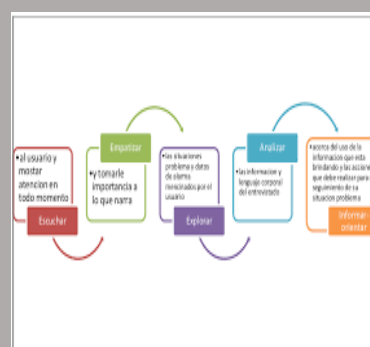 •al usuario y
mostar
atencion en
todo momento
Escuchar
Empatizar
•y tomarle
importancia a
lo que narra
•las situaciones
problema y datos
de alarma
mencinados por el
usuario
Explorar
Analizar
•las informacion y
lenguaje corporal
del entrevistado
•acerca del uso de la
informacion que esta
brindando y las accione
que debe realizar para
seguimiento de su
situacion problema
Informar-
orientar